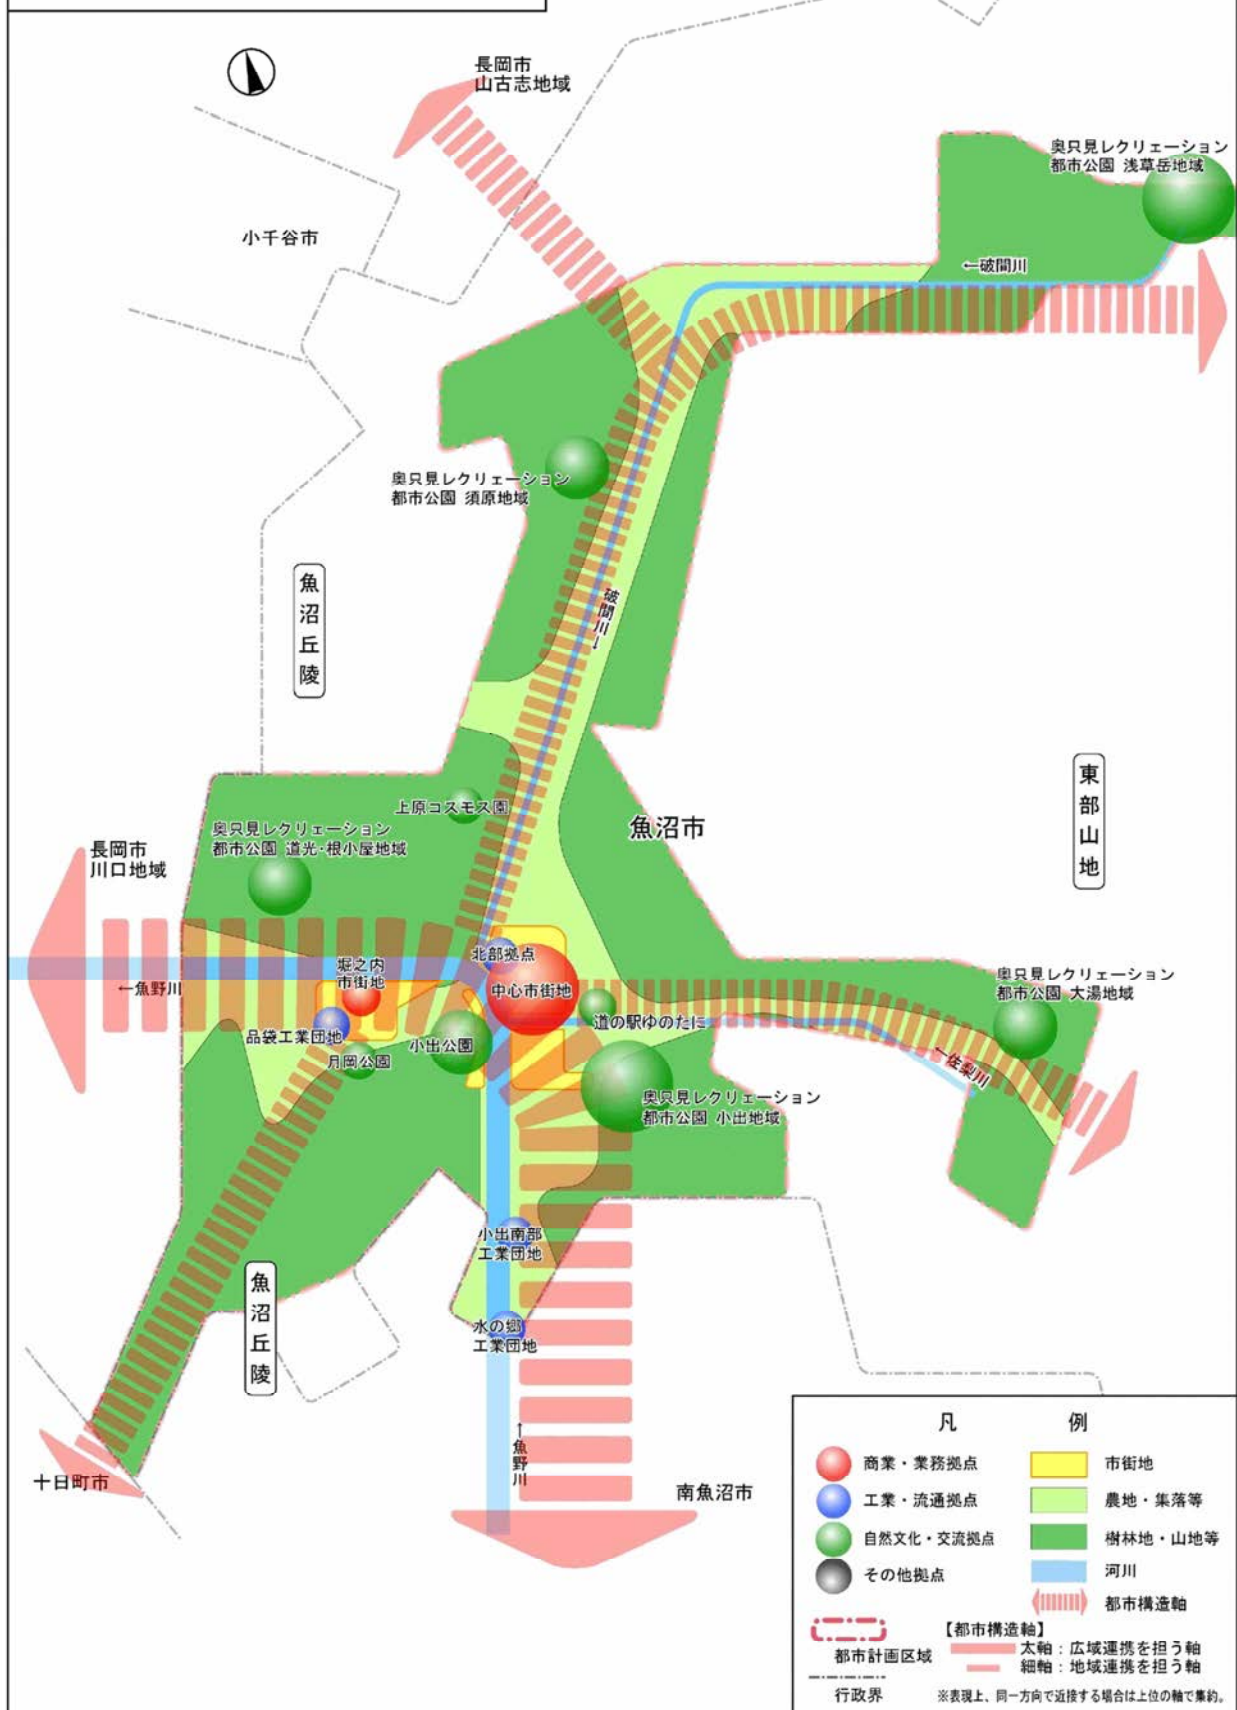 長岡市
山古志地域
奥只見レクリェーション
都市公園 浅草岳地域
小千谷市
←破間川
奥只見レクリェーション
都市公園 須原地域
魚沼丘陵
破間川→
東部山地
上原コスモス園
魚沼市
奥只見レクリェーション
都市公園 道光・根小屋地域
長岡市
川口地域
北部拠点
堀之内
市街地
中心市街地
奥只見レクリェーション
都市公園 大湯地域
←魚野川
道の駅ゆのたに
品袋工業団地
小出公園
月岡公園
←佐梨川
奥只見レクリェーション
都市公園 小出地域
小出南部
工業団地
魚沼丘陵
水の郷
工業団地
←魚野川
十日町市
南魚沼市
凡 例
商業・業務拠点
市街地
工業・流通拠点
農地・集落等
自然文化・交流拠点
樹林地・山地等
その他拠点
河川
都市構造軸
【都市構造軸】
都市計画区域
太軸:広域連携を担う軸
細軸:地域連携を担う軸
行政界
※表現上、同一方向で近接する場合は上位の軸で集約。